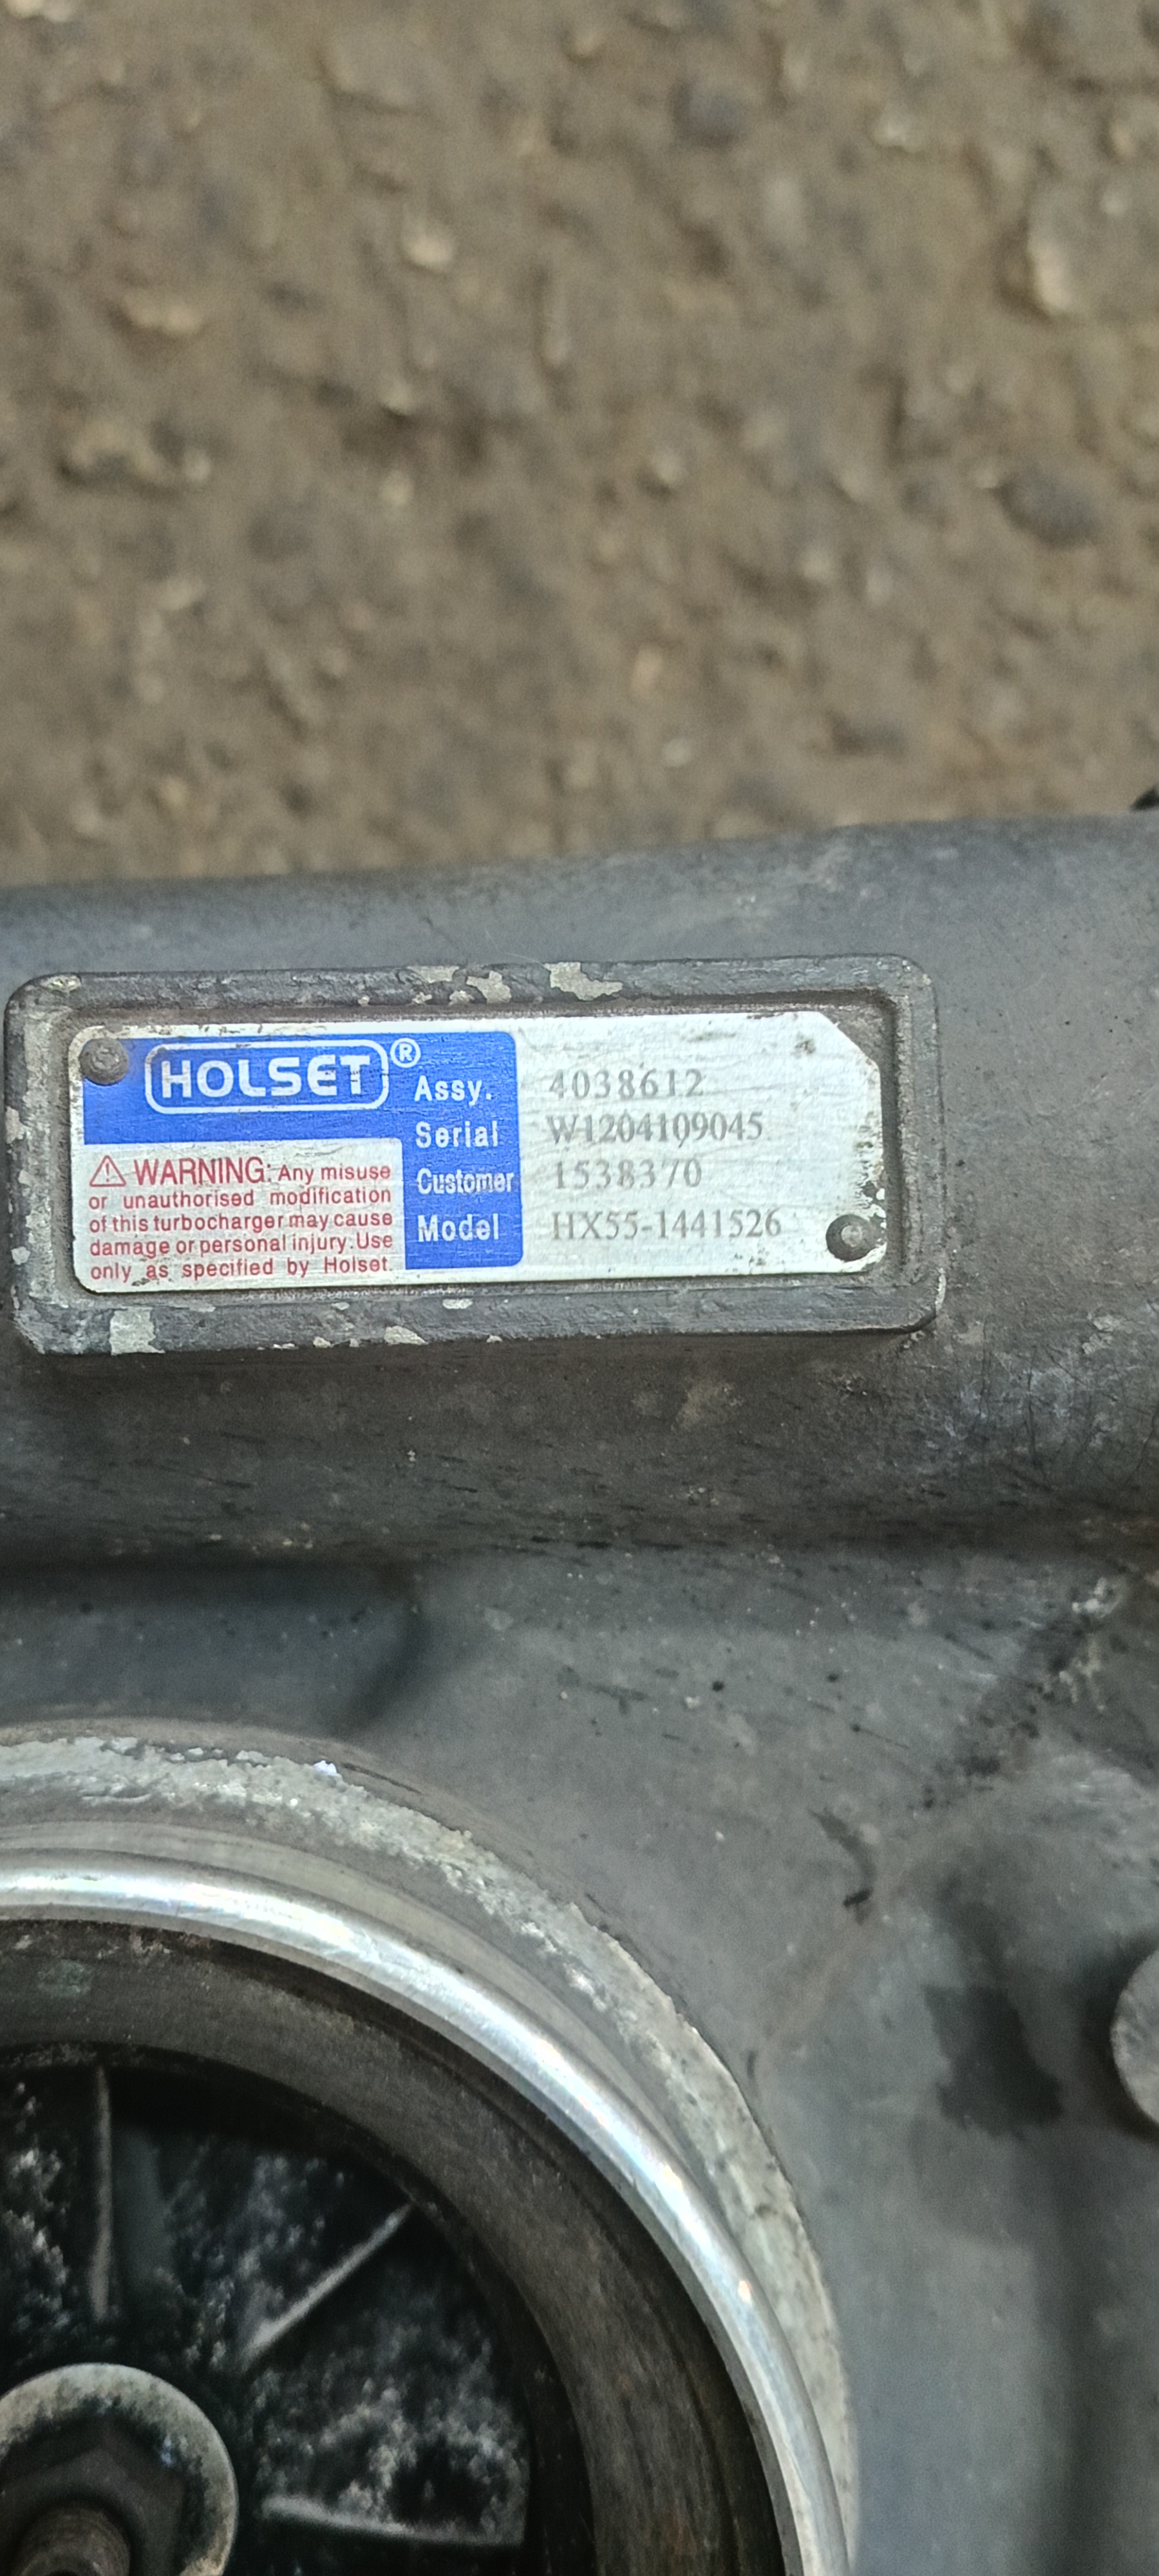 HOLSET®
Assy. 4038612
Serial W1204109045
Customer 1538370
Model HX55-1441526
⚠ WARNING: Any misuse
or unauthorised modification
of this turbocharger may cause
damage or personal injury. Use
only as specified by Holset.